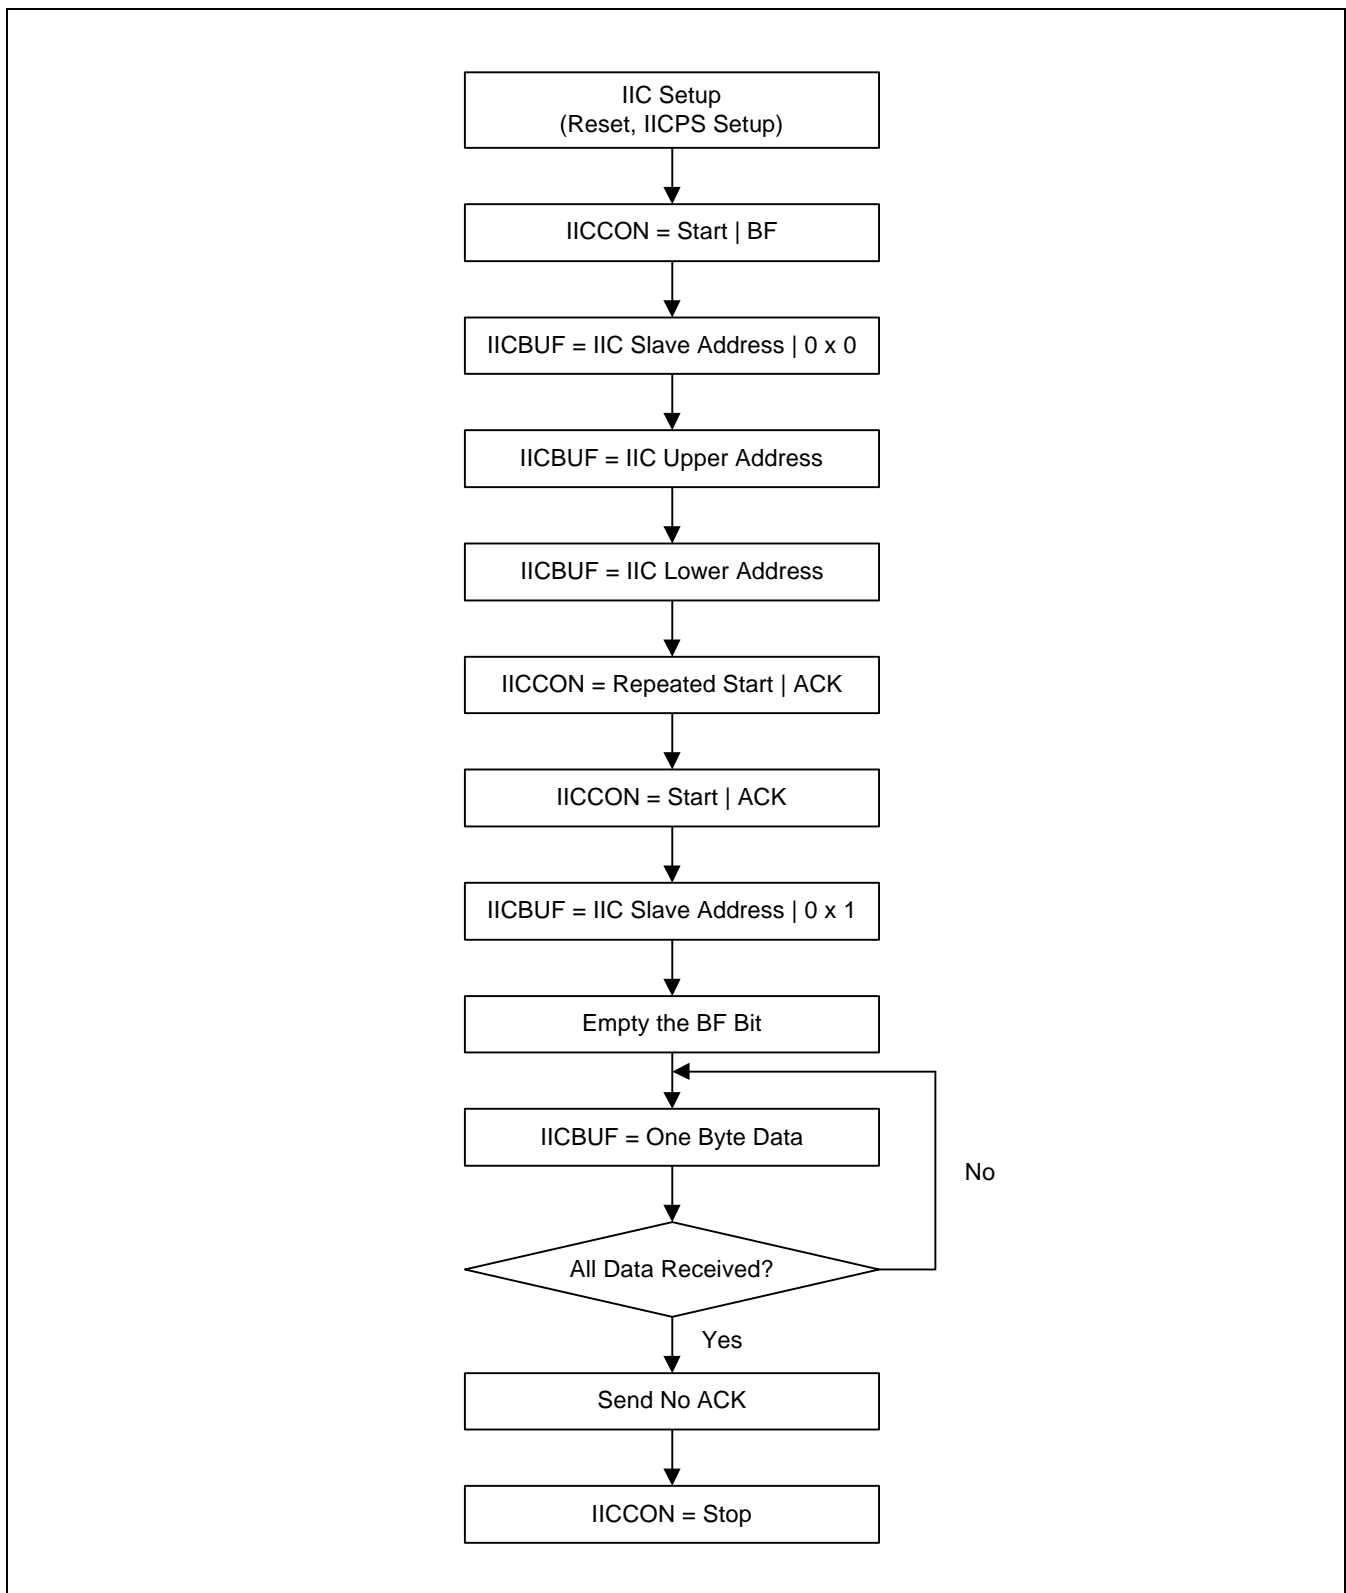 IIC Setup
(Reset, IICPS Setup)
IICCON = Start | BF
IICBUF = IIC Slave Address | 0 x 0
IICBUF = IIC Upper Address
IICBUF = IIC Lower Address
IICCON = Repeated Start | ACK
IICCON = Start | ACK
IICBUF = IIC Slave Address | 0 x 1
Empty the BF Bit
IICBUF = One Byte Data
No
All Data Received?
Yes
Send No ACK
IICCON = Stop